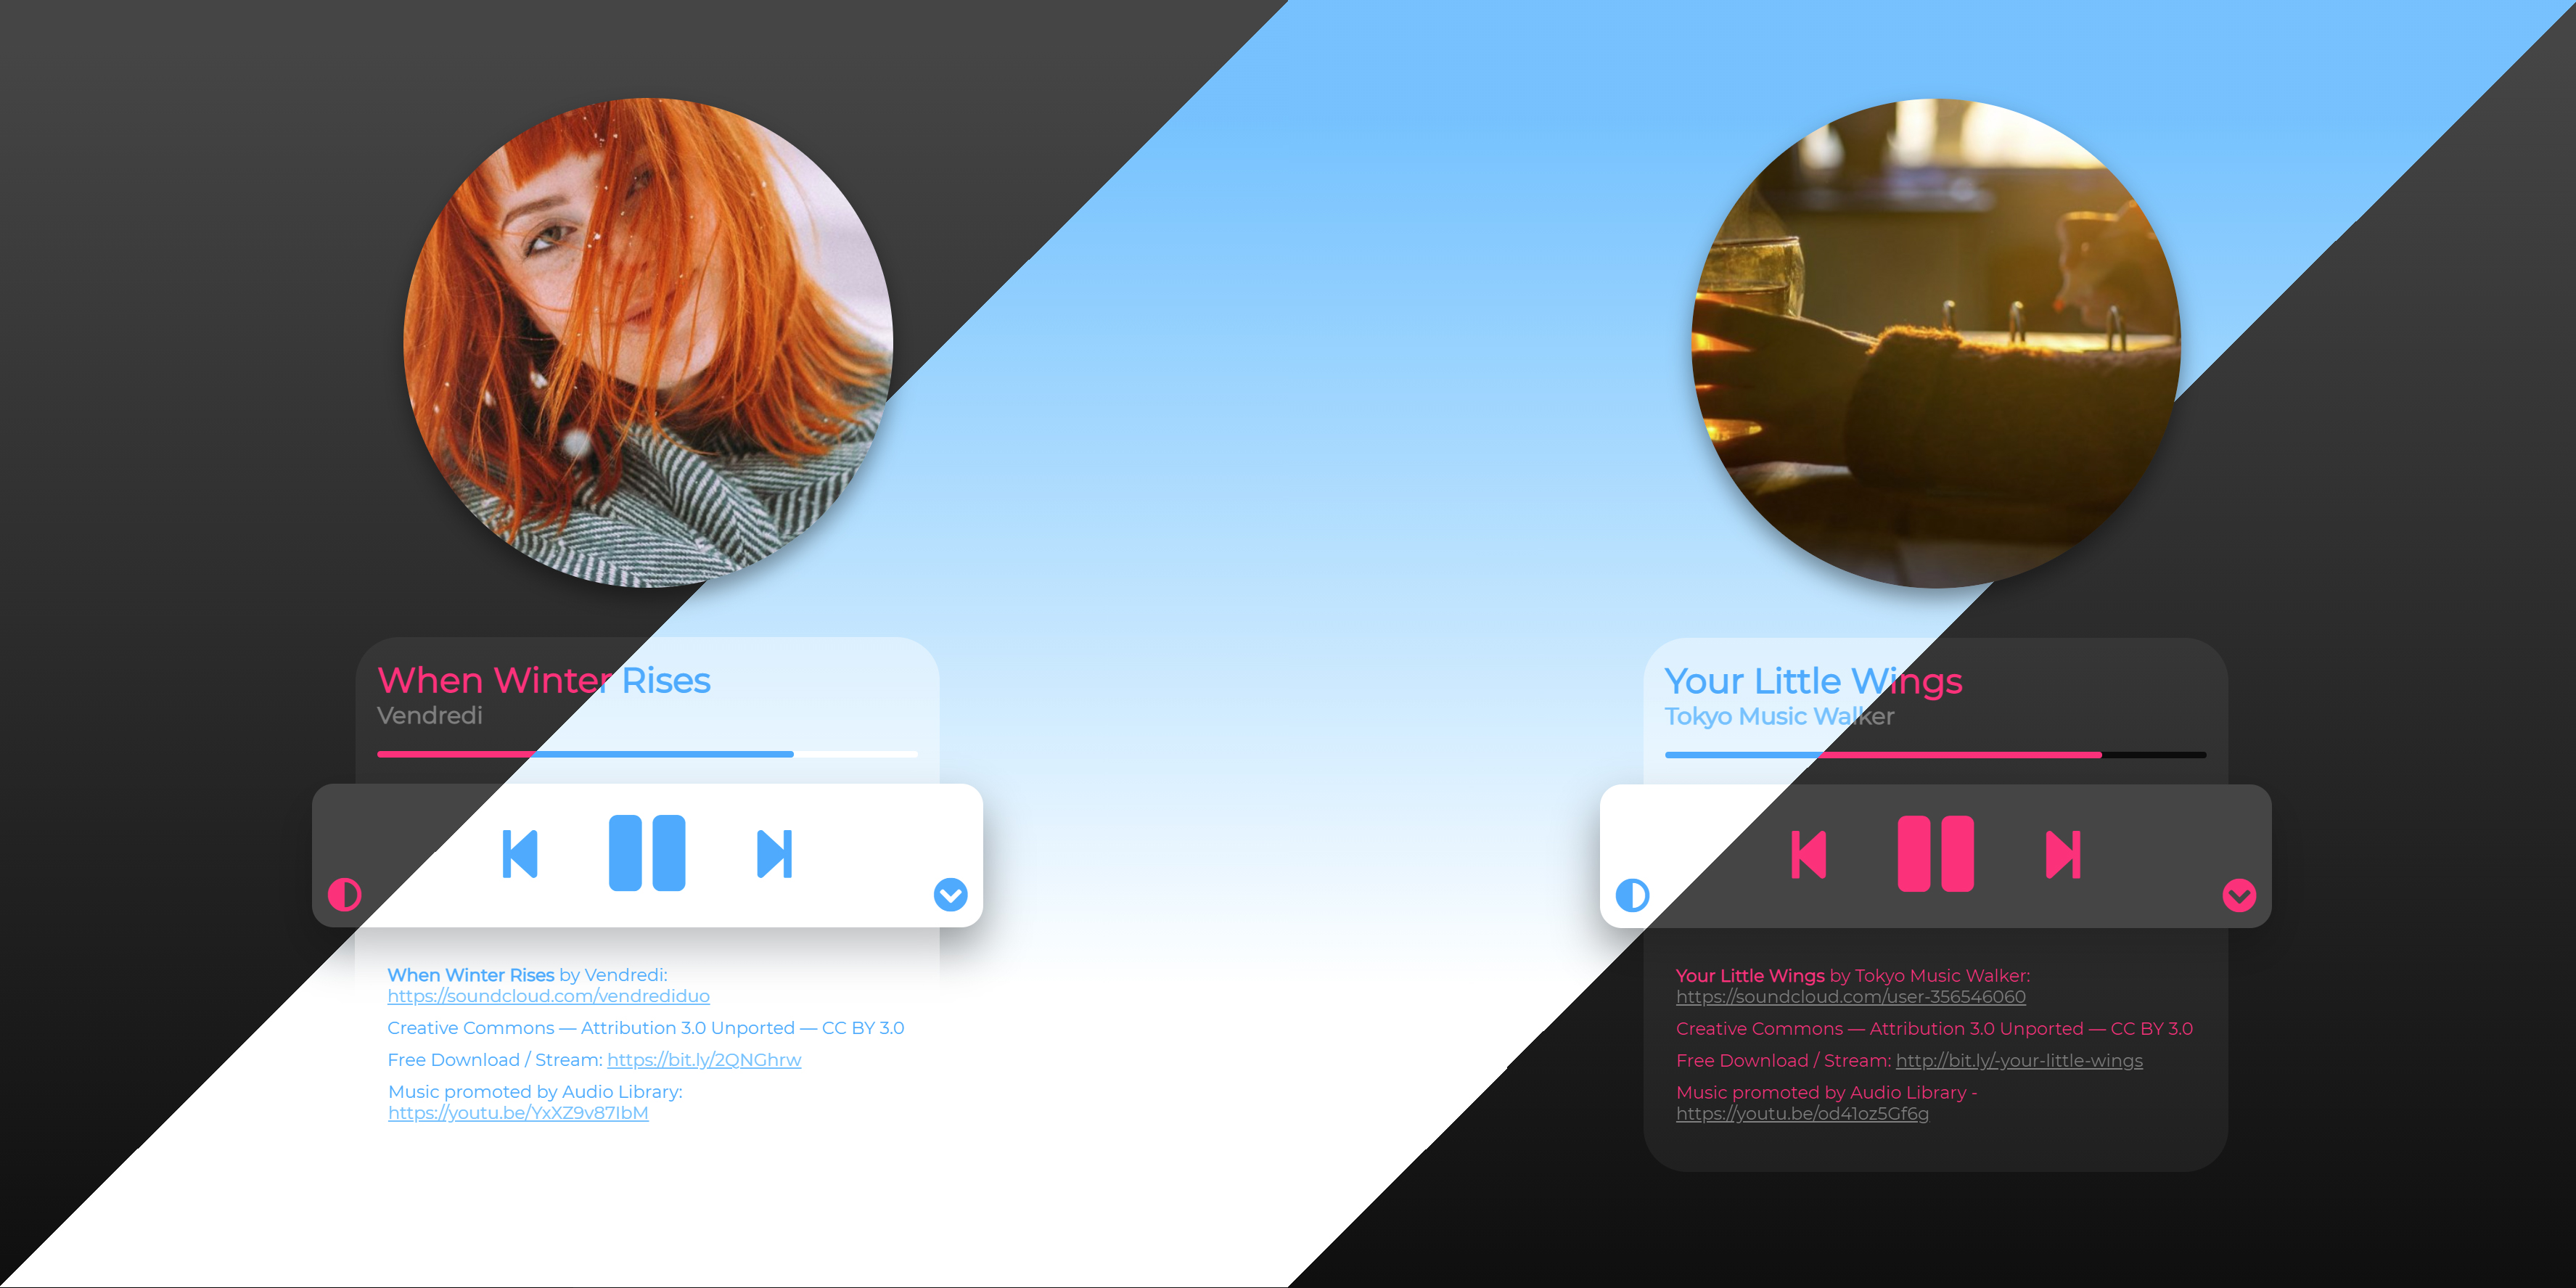 When Winter Rises
Vendredi
When Winter Rises by Vendredi:
https://soundcloud.com/vendrediduo
Creative Commons — Attribution 3.0 Unported — CC BY 3.0
Free Download / Stream: https://bit.ly/2QNGhrw
Music promoted by Audio Library:
https://youtu.be/YxXZ9v87IbM
Your Little Wings
Tokyo Music Walker
Your Little Wings by Tokyo Music Walker:
https://soundcloud.com/user-356546060
Creative Commons — Attribution 3.0 Unported — CC BY 3.0
Free Download / Stream: http://bit.ly/-your-little-wings
Music promoted by Audio Library -
https://youtu.be/od41oz5Gf6g